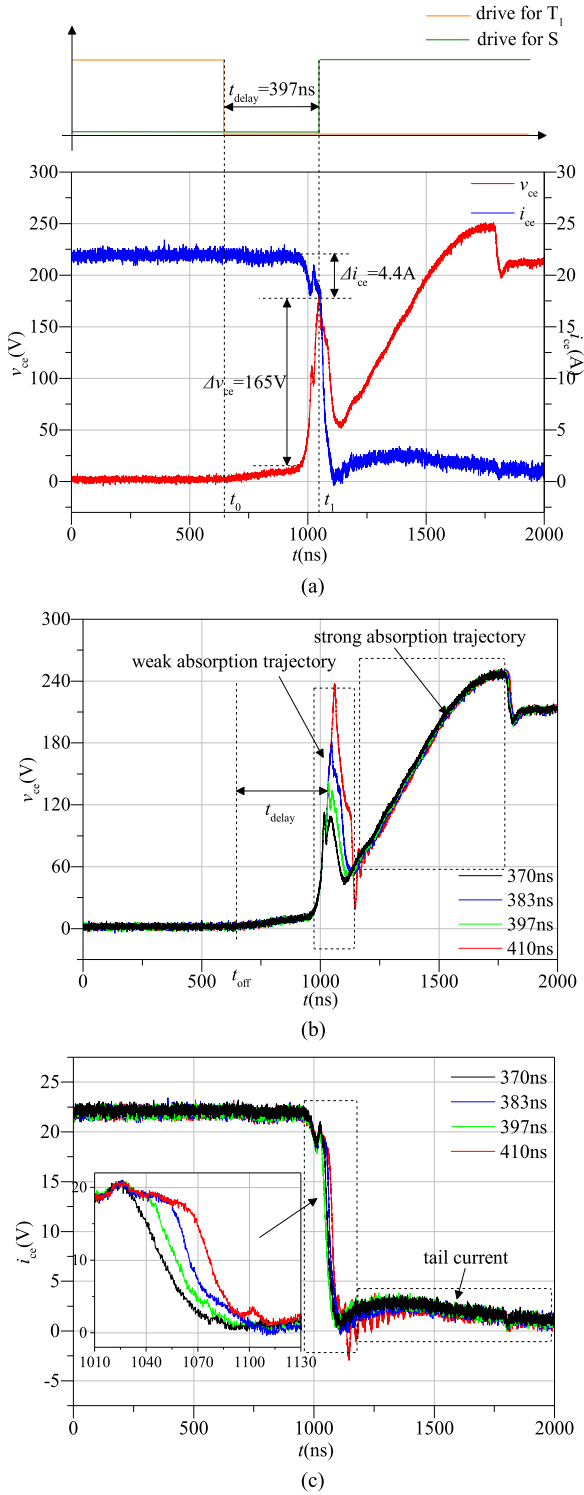 drive for T1
drive for S
tdelay=397ns
300
250
200
150
100
50
0
30
25
20
15
10
5
0
vce
ice
Δice=4.4A
Δvce=165V
vce(V)
ice(A)
t0
t1
0
500
1000
1500
2000
t(ns)
(a)
300
240
180
120
60
0
strong absorption trajectory
weak absorption trajectory
vce(V)
tdelay
370ns
383ns
397ns
410ns
toff
0
500
1000
1500
2000
t(ns)
(b)
25
20
15
10
5
0
-5
370ns
383ns
397ns
410ns
20
10
0
1010
1040
1070
1100
1130
ice(V)
tail current
0
500
1000
1500
2000
t(ns)
(c)